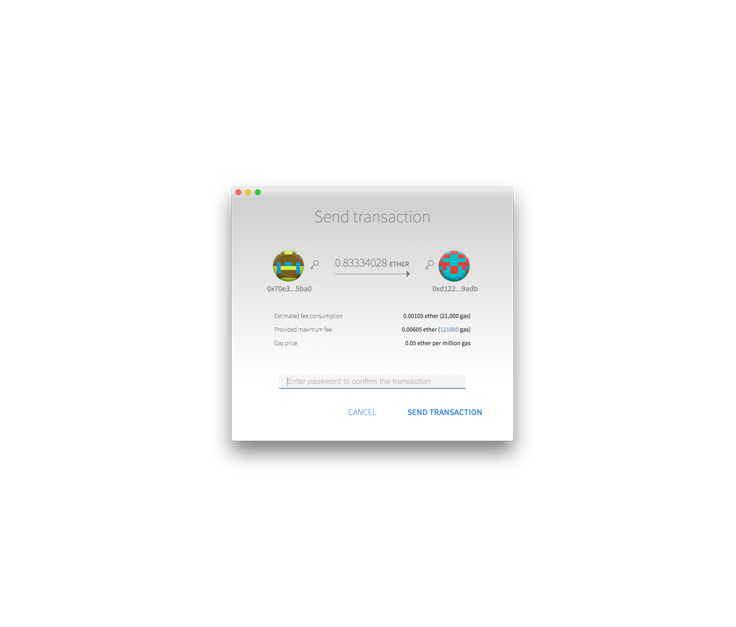 Send transaction
0.83334028 ETHER
0x70e3...5ba0
0xd122...9adb
Estimated fee consumption 0.00105 ether (21,000 gas)
Provided maximum fee 0.00605 ether (121000 gas)
Gas price 0.05 ether per million gas
Enter password to confirm the transaction
CANCEL SEND TRANSACTION